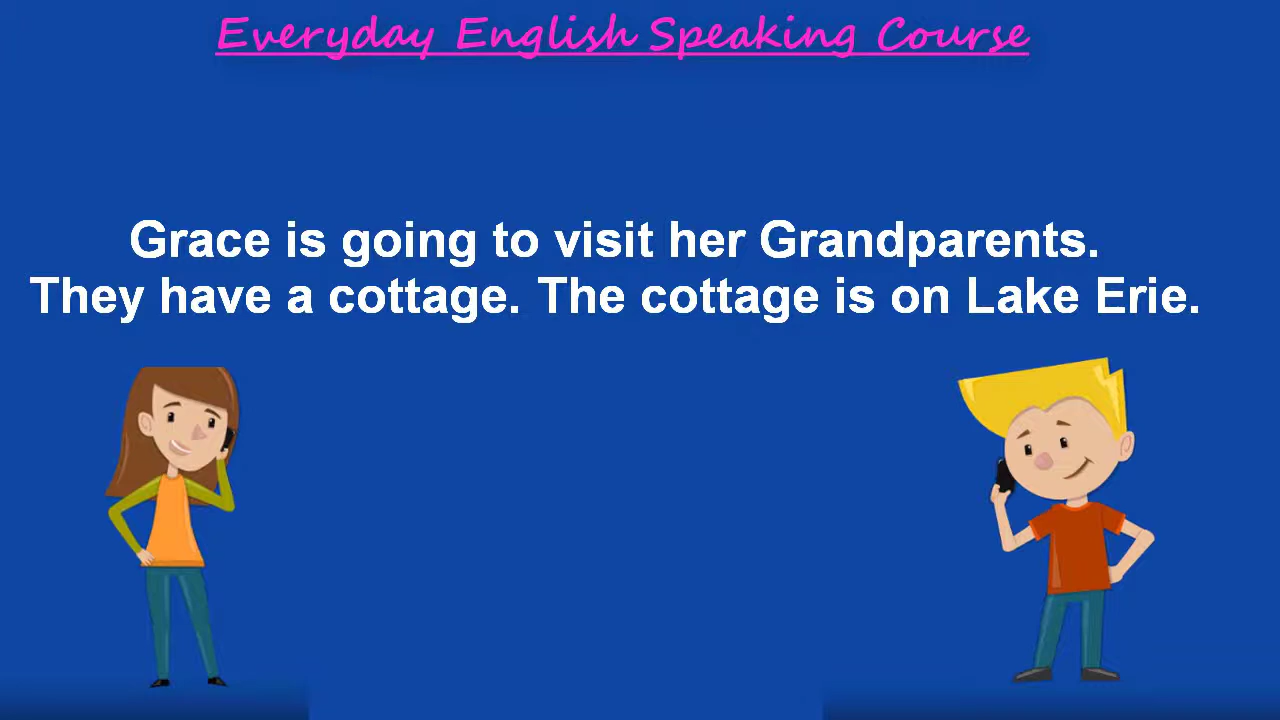 Everyday English Speaking Course
Grace is going to visit her Grandparents.
They have a cottage. The cottage is on Lake Erie.